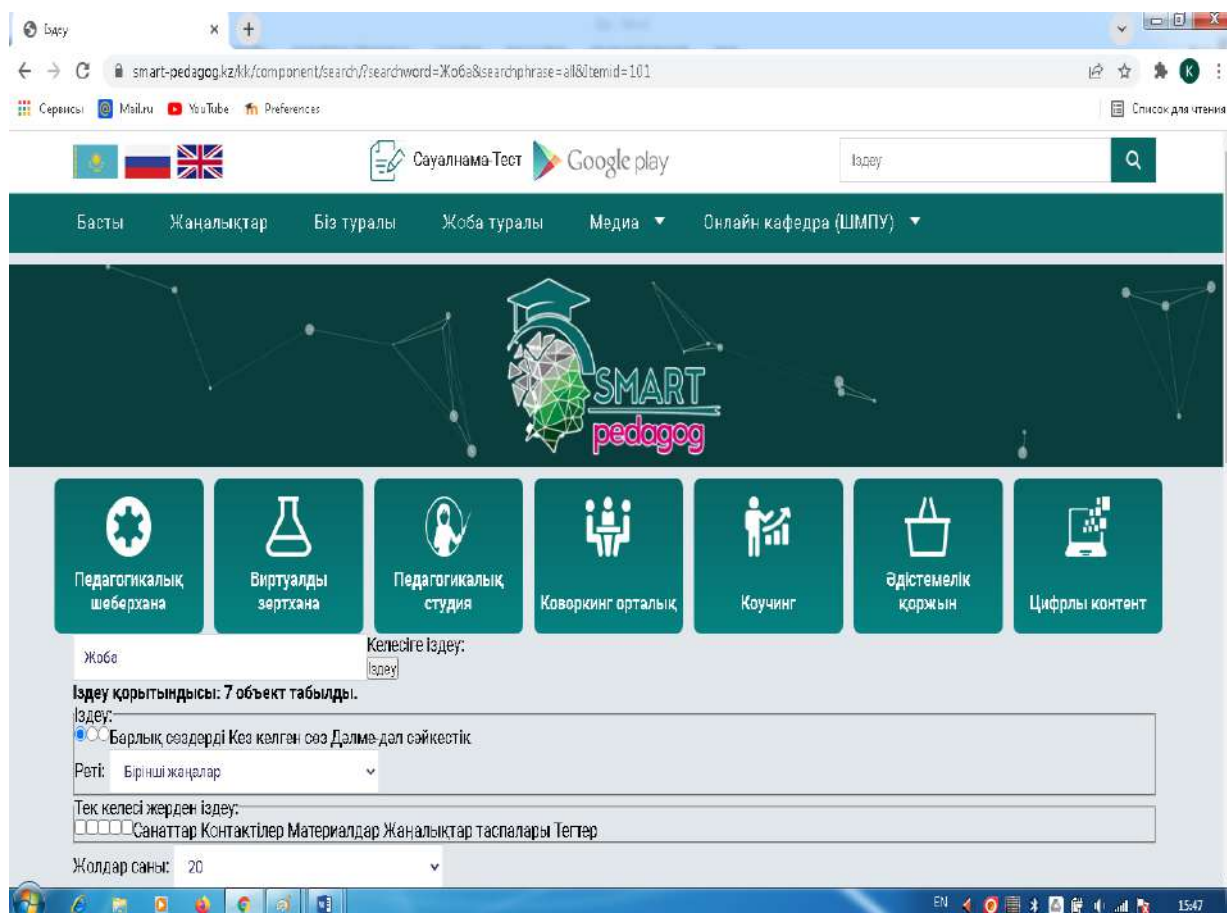 Іздеу
smart-pedagog.kz/kk/component/search/?searchword=Жоба&searchphrase=all&Itemid=101
К
Сервисы Mail.ru YouTube Preferences Список для чтения
Сауалнама-Тест Google play Іздеу
Басты Жаңалықтар Біз туралы Жоба туралы Медиа Онлайн кафедра (ШМПУ)
SMART
pedagog
Педагогикалық
шеберхана
Виртуалды
зертхана
Педагогикалық
студия
Коворкинг орталық
Коучинг
Әдістемелік
қоржын
Цифрлы контент
Жоба
Келесіге іздеу:
Іздеу
Іздеу қорытындысы: 7 объект табылды.
Іздеу:
Барлық сөздерді Кез келген сөз Дәлме-дәл сәйкестік
Реті: Бірінші жаңалар
Тек келесі жерден іздеу:
Санаттар Контактілер Материалдар Жаңалықтар таспалары Тегтер
Жолдар саны: 20
EN 15:47